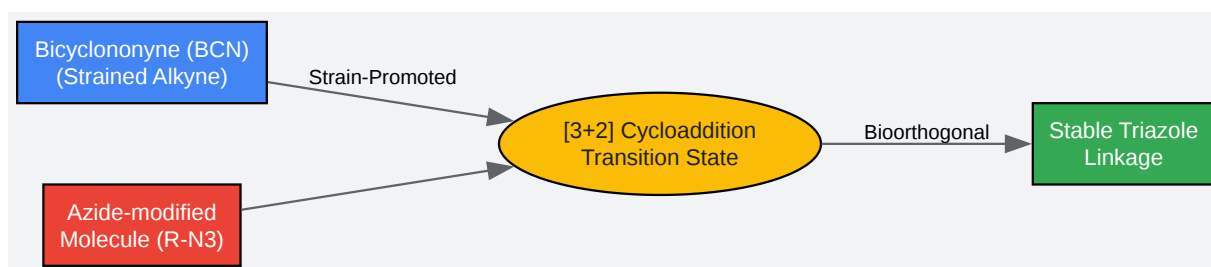 Bicyclononyne (BCN)
(Strained Alkyne)
Strain-Promoted
Azide-modified
Molecule (R-N3)
[3+2] Cycloaddition
Transition State
Bioorthogonal
Stable Triazole
Linkage